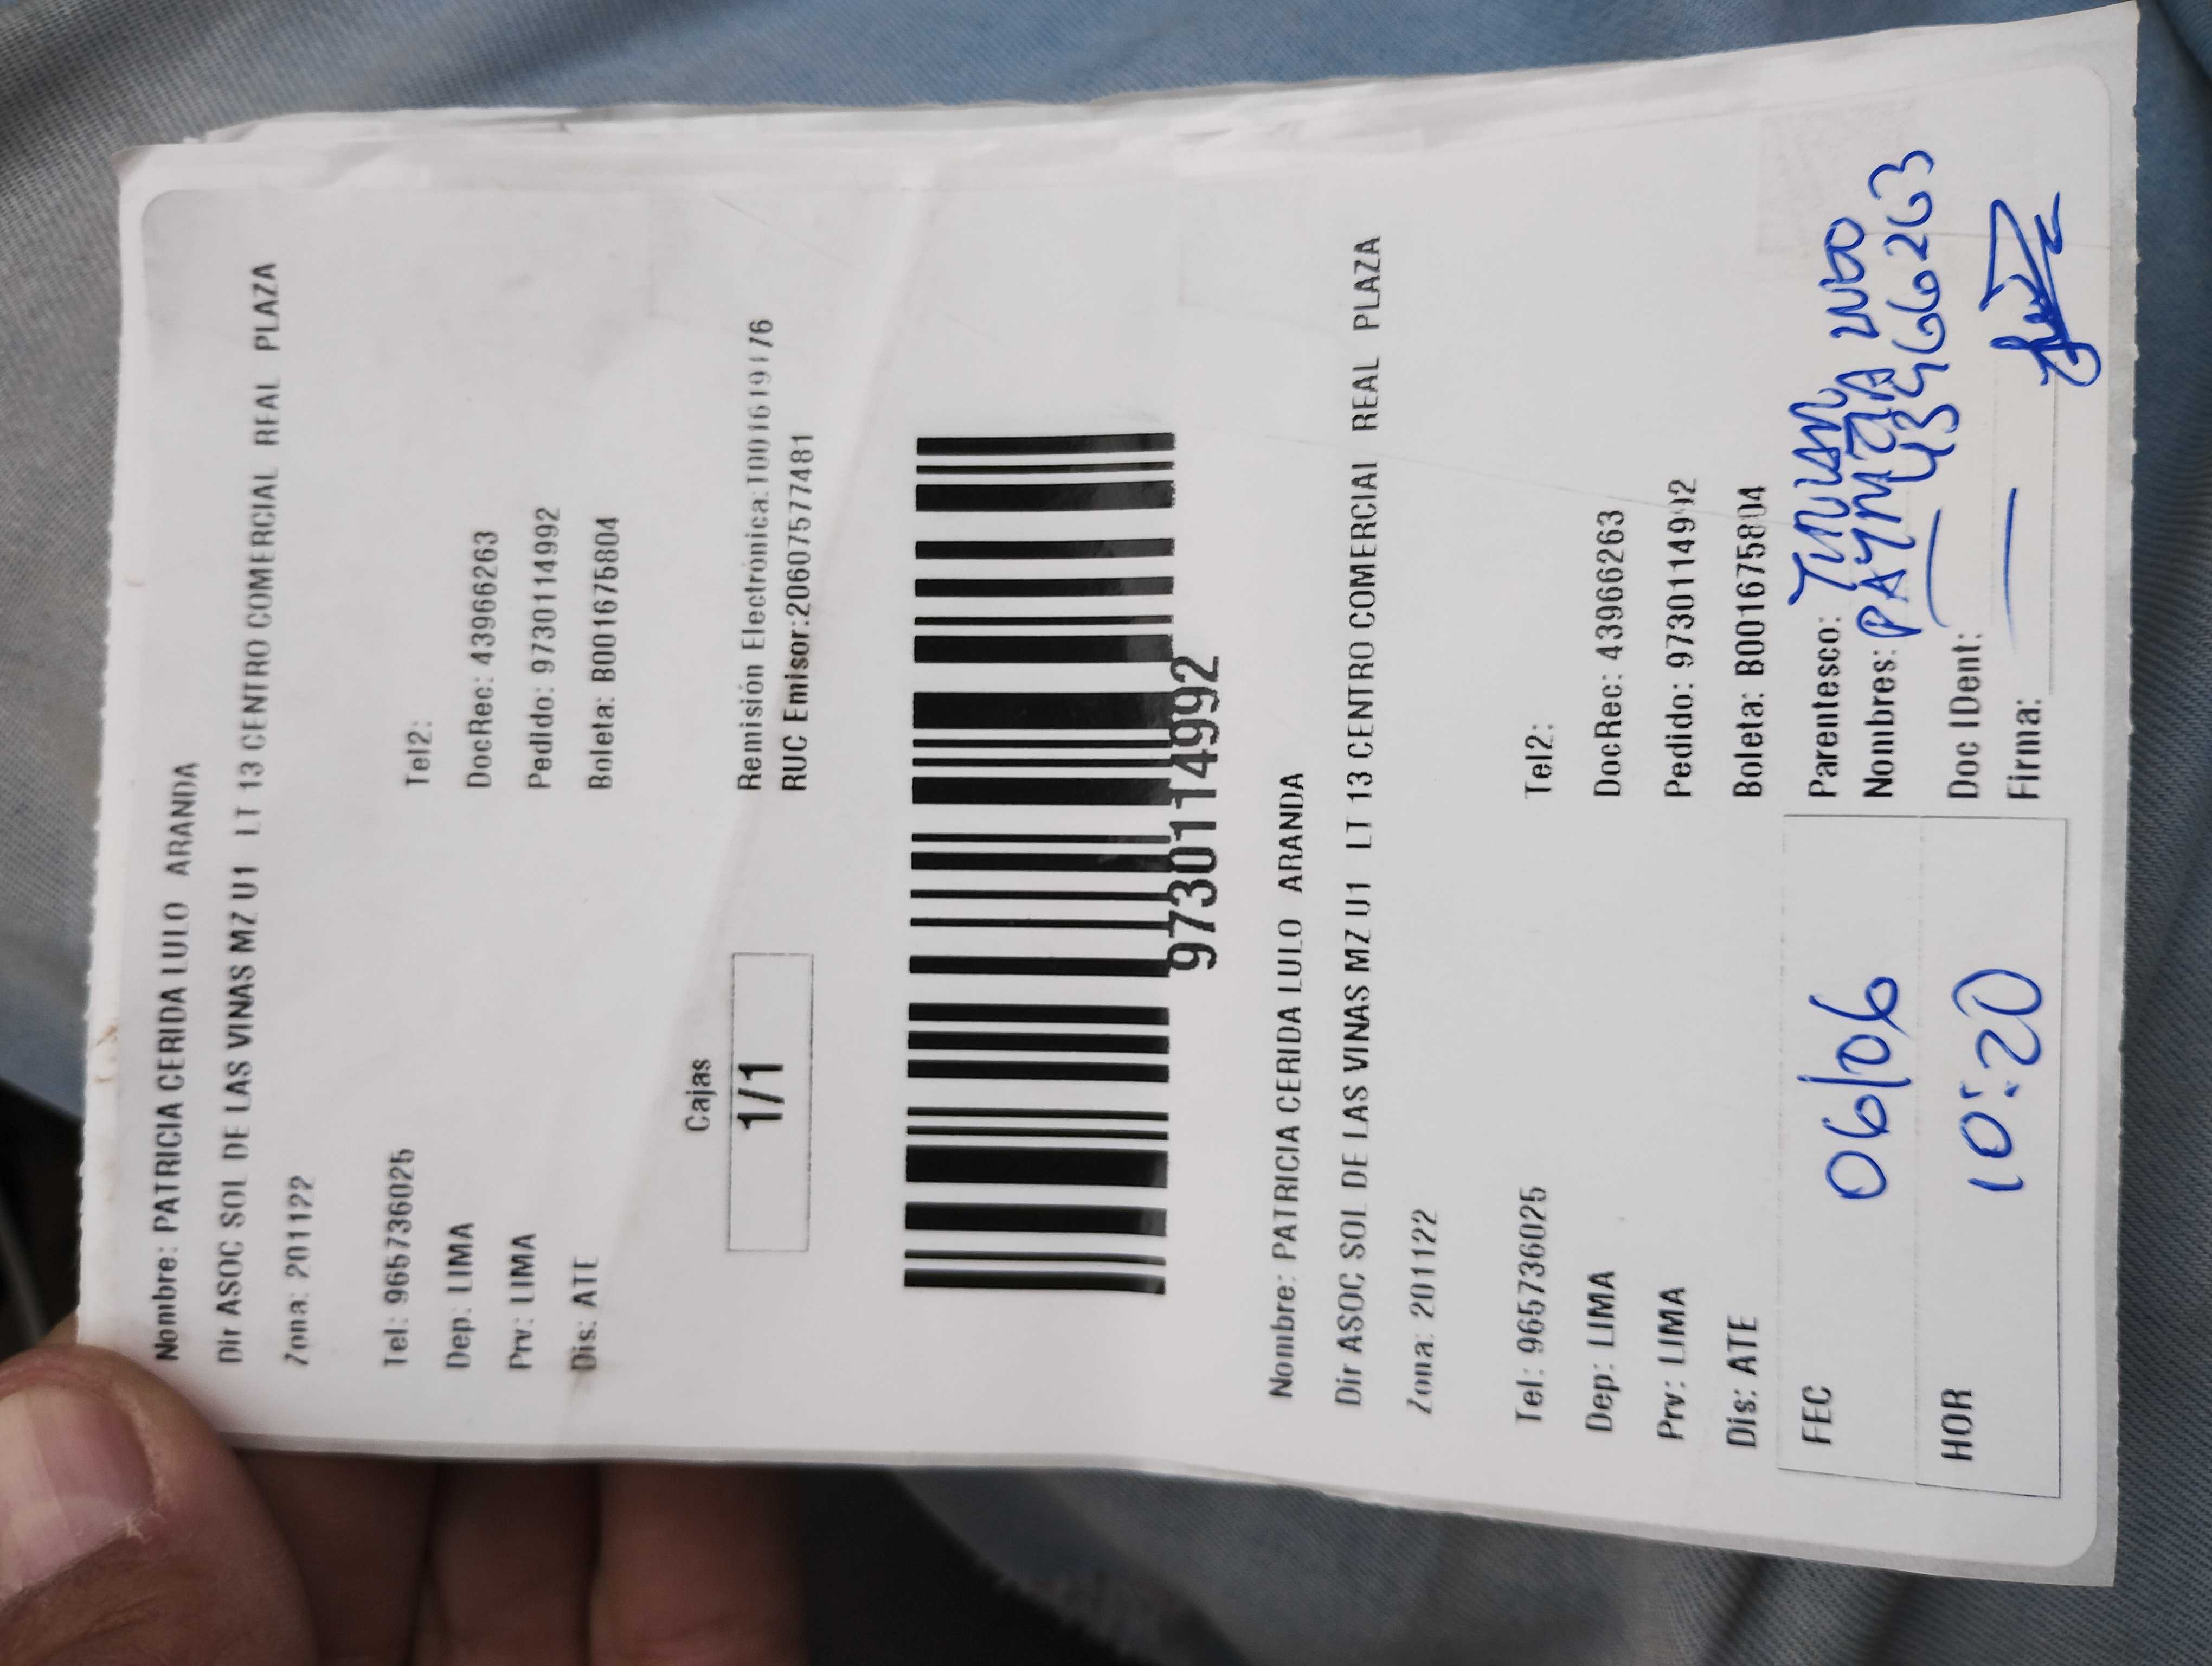 Nombre: PATRICIA CERIDA LULO ARANDA
Dir ASOC SOL DE LAS VINAS MZ U1 LT 13 CENTRO COMERCIAL REAL PLAZA
Zona: 201122
Tel: 965736025 Tel2:
Dep: LIMA DocRec: 43966263
Prv: LIMA Pedido: 9730114992
Dis: ATE Boleta: B001675804
Cajas
1/1
Remisión Electrónica:
RUC Emisor:20607577481
9730114992
Nombre: PATRICIA CERIDA LULO ARANDA
Dir ASOC SOL DE LAS VINAS MZ U1 LT 13 CENTRO COMERCIAL REAL PLAZA
Zona: 201122
Tel: 965736025 Tel2:
Dep: LIMA DocRec: 43966263
Prv: LIMA Pedido: 9730114992
Dis: ATE Boleta: B001675804
FEC 06/06
HOR 10:20
Parentesco:
Nombres:
Doc IDent: 43966263
Firma: